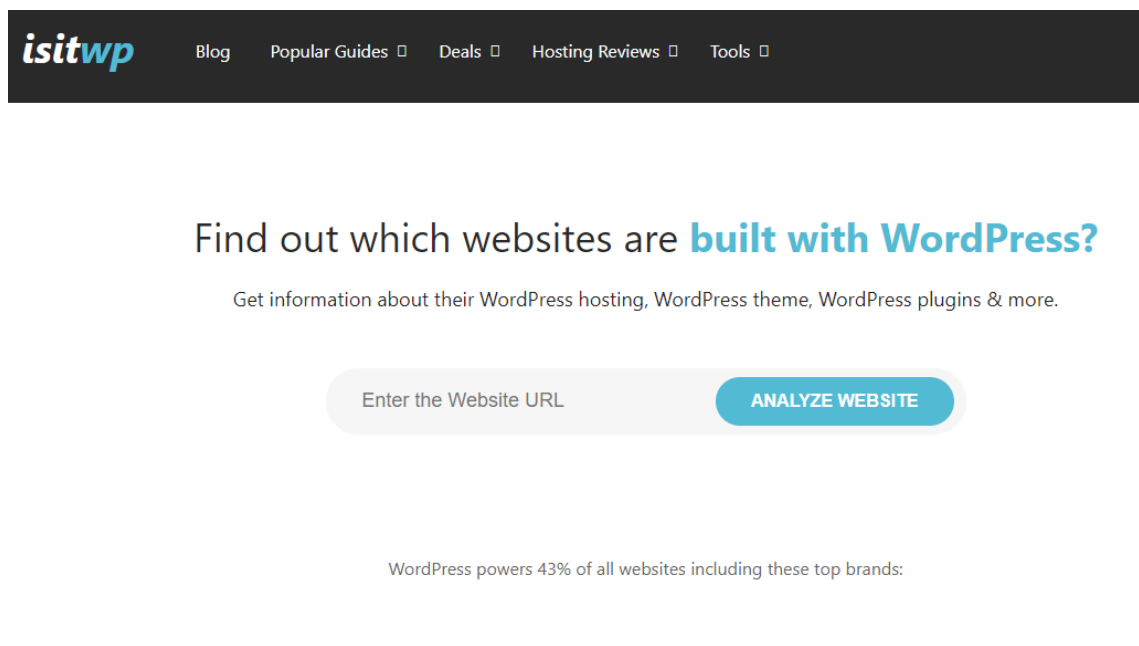 isitwp
Blog Popular Guides Deals Hosting Reviews Tools
Find out which websites are built with WordPress?
Get information about their WordPress hosting, WordPress theme, WordPress plugins & more.
Enter the Website URL ANALYZE WEBSITE
WordPress powers 43% of all websites including these top brands: